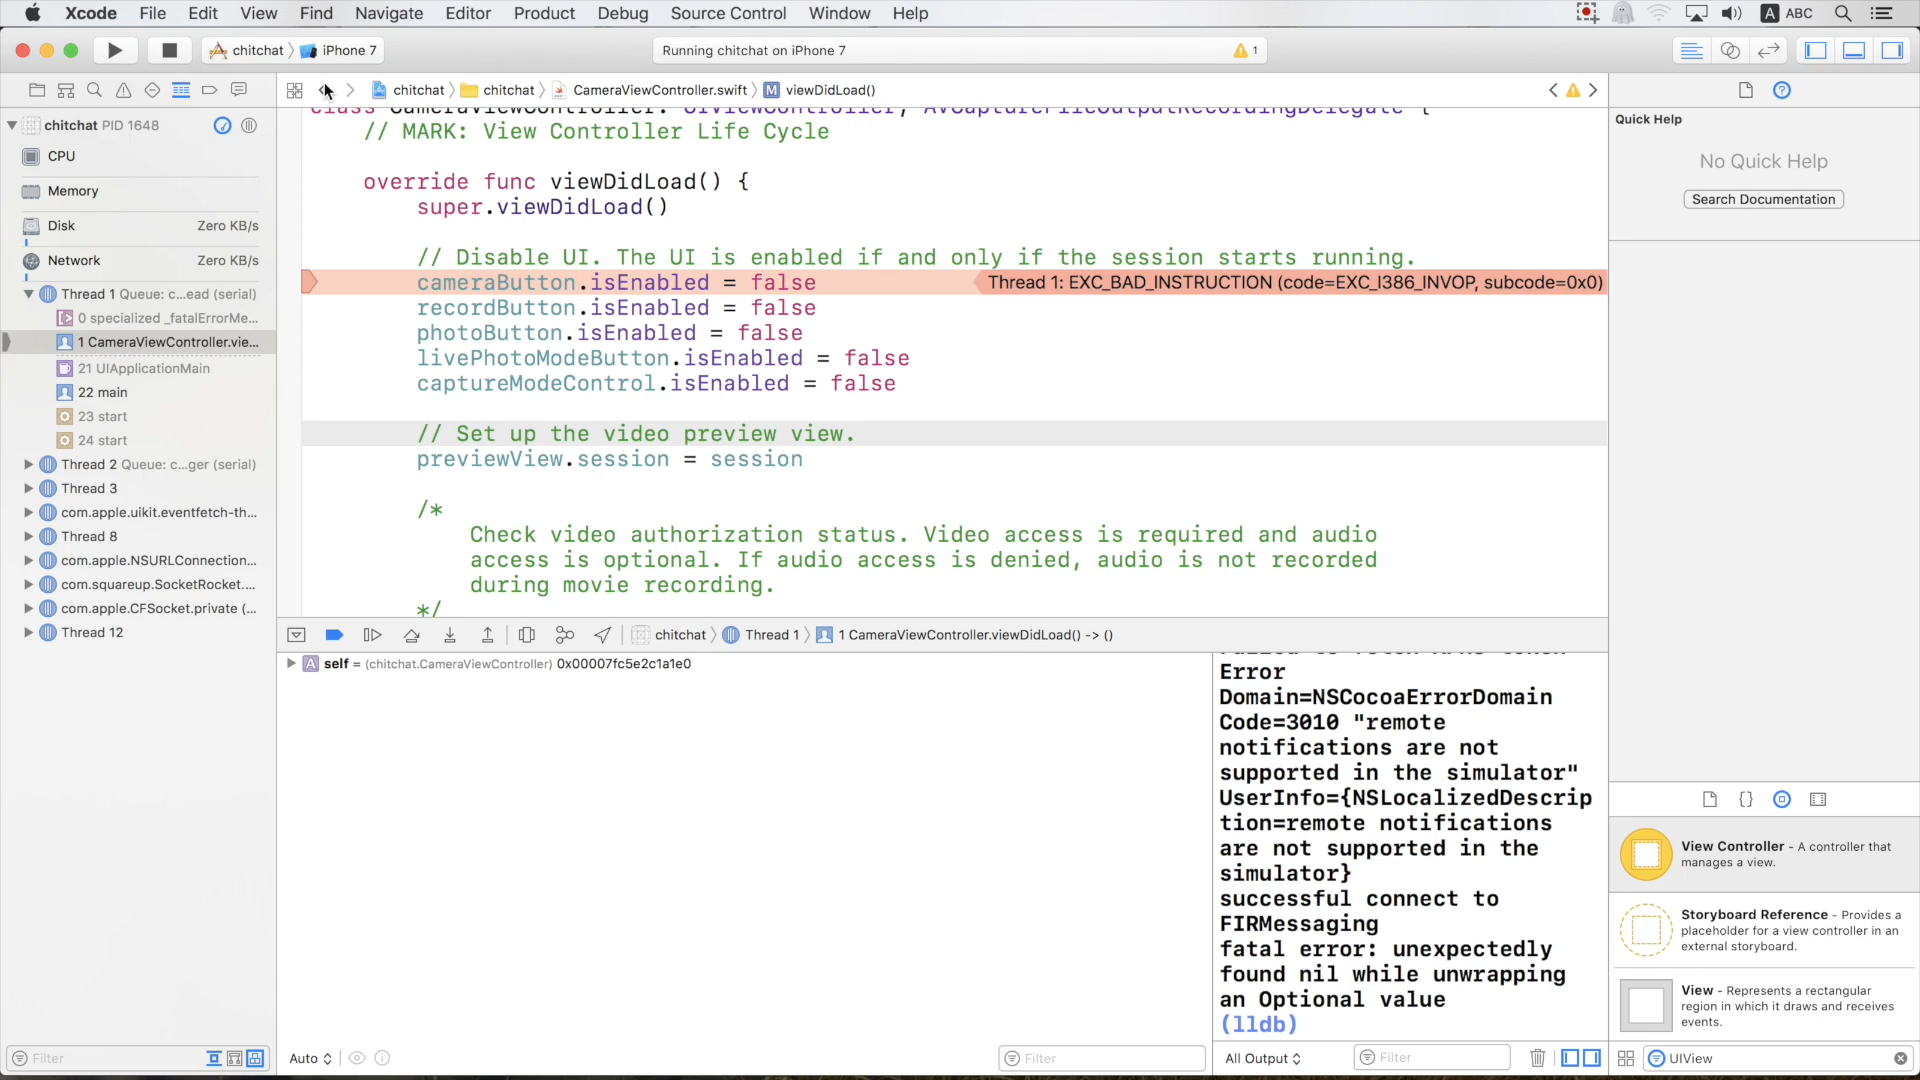 Xcode File Edit View Find Navigate Editor Product Debug Source Control Window Help A ABC
chitchat iPhone 7 Running chitchat on iPhone 7 1
chitchat chitchat CameraViewController.swift M viewDidLoad()
class CameraViewController: UIViewController, AVCaptureFileOutputRecordingDelegate {
// MARK: View Controller Life Cycle
override func viewDidLoad() {
super.viewDidLoad()
// Disable UI. The UI is enabled if and only if the session starts running.
cameraButton.isEnabled = false Thread 1: EXC_BAD_INSTRUCTION (code=EXC_I386_INVOP, subcode=0x0)
recordButton.isEnabled = false
photoButton.isEnabled = false
livePhotoModeButton.isEnabled = false
captureModeControl.isEnabled = false
// Set up the video preview view.
previewView.session = session
/*
Check video authorization status. Video access is required and audio
access is optional. If audio access is denied, audio is not recorded
during movie recording.
*/
chitchat PID 1648
CPU
Memory
Disk Zero KB/s
Network Zero KB/s
Thread 1 Queue: c...ead (serial)
0 specialized _fatalErrorMe...
1 CameraViewController.vie...
21 UIApplicationMain
22 main
23 start
24 start
Thread 2 Queue: c...ger (serial)
Thread 3
com.apple.uikit.eventfetch-th...
Thread 8
com.apple.NSURLConnection...
com.squareup.SocketRocket....
com.apple.CFSocket.private (...
Thread 12
Filter
chitchat Thread 1 1 CameraViewController.viewDidLoad() -> ()
A self = (chitchat.CameraViewController) 0x00007fc5e2c1a1e0
Auto Filter
Error
Domain=NSCocoaErrorDomain
Code=3010 "remote
notifications are not
supported in the simulator"
UserInfo={NSLocalizedDescrip
tion=remote notifications
are not supported in the
simulator}
successful connect to
FIRMessaging
fatal error: unexpectedly
found nil while unwrapping
an Optional value
(lldb)
All Output Filter
Quick Help
No Quick Help
Search Documentation
{}
View Controller - A controller that
manages a view.
Storyboard Reference - Provides a
placeholder for a view controller in an
external storyboard.
View - Represents a rectangular
region in which it draws and receives
events.
UIView